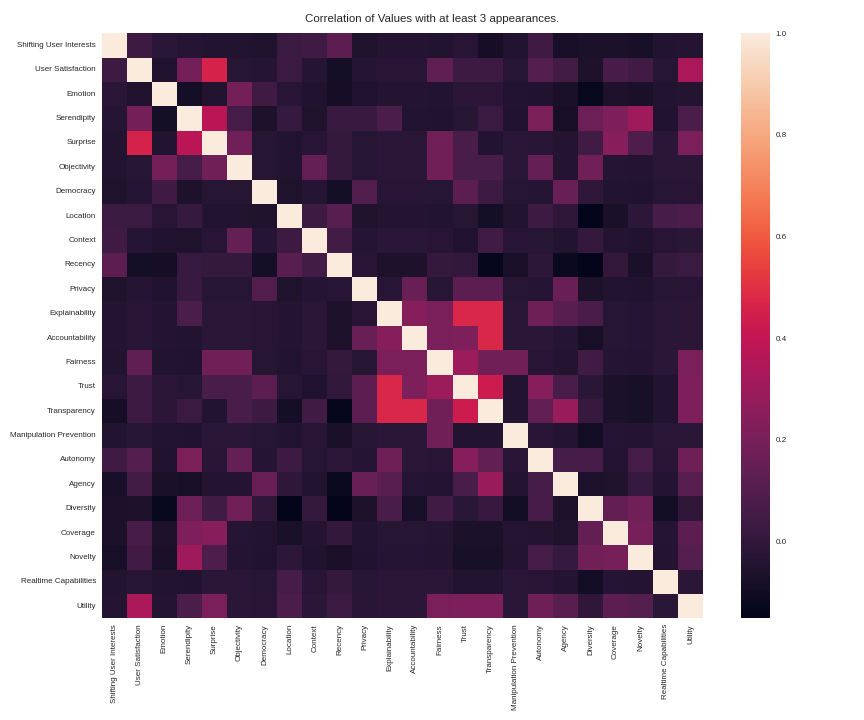 Correlation of Values with at least 3 appearances.
Shifting User Interests
User Satisfaction
Emotion
Serendipity
Surprise
Objectivity
Democracy
Location
Context
Recency
Privacy
Explainability
Accountability
Fairness
Trust
Transparency
Manipulation Prevention
Autonomy
Agency
Diversity
Coverage
Novelty
Realtime Capabilities
Utility
Shifting User Interests
User Satisfaction
Emotion
Serendipity
Surprise
Objectivity
Democracy
Location
Context
Recency
Privacy
Explainability
Accountability
Fairness
Trust
Transparency
Manipulation Prevention
Autonomy
Agency
Diversity
Coverage
Novelty
Realtime Capabilities
Utility
1.0
0.8
0.6
0.4
0.2
0.0